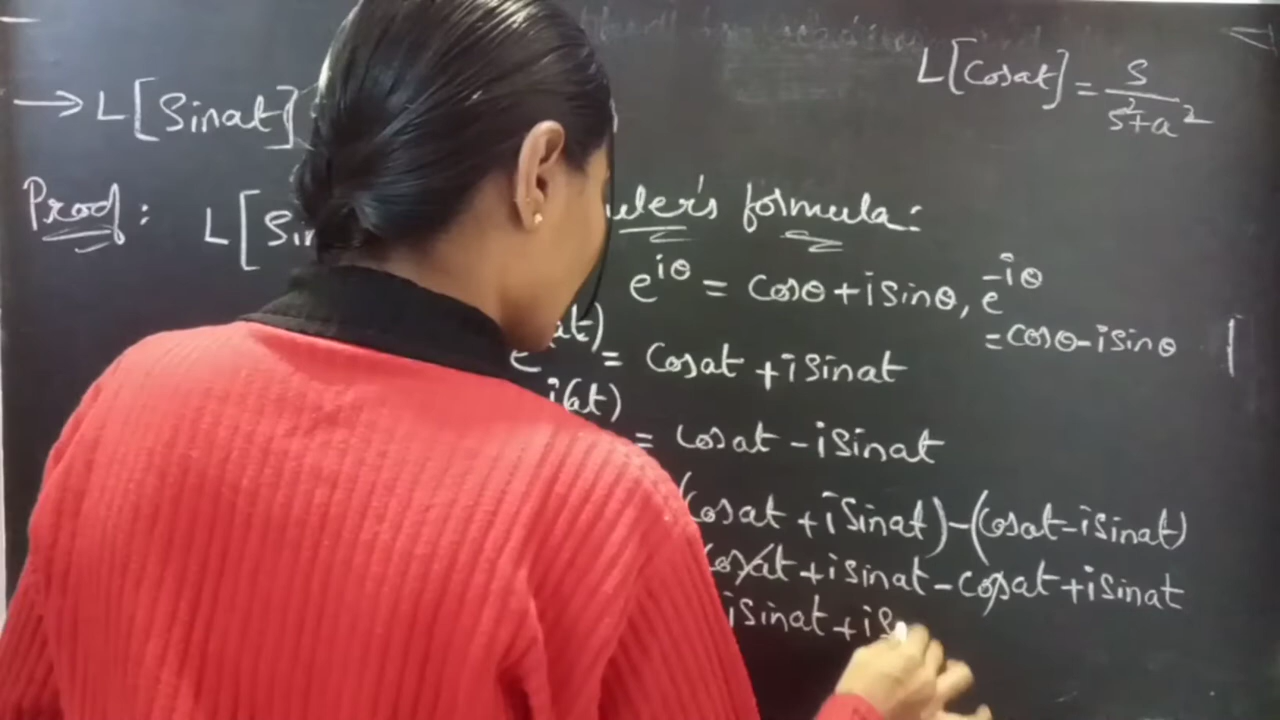 L[Cosat] = s/(s²+a²)
→ L[Sinat]
Proof: L[Sin
uler's formula:
e^{iθ} = cosθ + isinθ, e^{-iθ}
= cosθ - isinθ
at) = Cosat + isinat
i(at) = Cosat - isinat
(Cosat + isinat) - (Cosat - isinat)
Cosat + isinat - Cosat + isinat
isinat + is